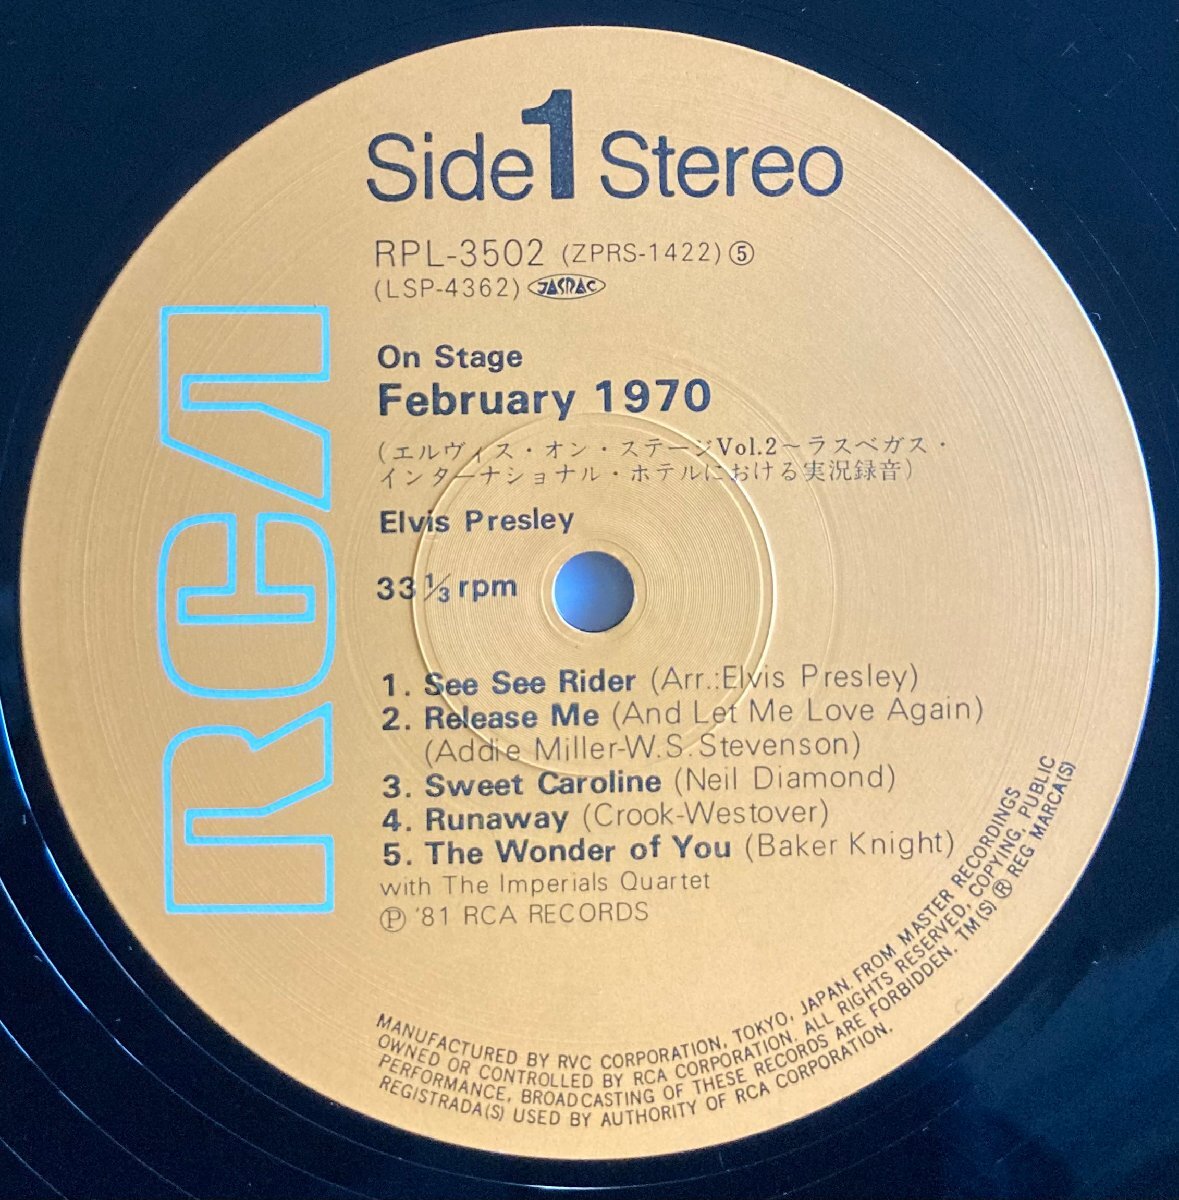 Side 1 Stereo
RPL-3502 (ZPRS-1422) ⑤
(LSP-4362) JASRAC
RCA
On Stage
February 1970
(エルヴィス・オン・ステージVol.2～ラスベガス・
インターナショナル・ホテルにおける実況録音)
Elvis Presley
33 1/3 rpm
1. See See Rider (Arr.:Elvis Presley)
2. Release Me (And Let Me Love Again)
(Addie Miller-W.S.Stevenson)
3. Sweet Caroline (Neil Diamond)
4. Runaway (Crook-Westover)
5. The Wonder of You (Baker Knight)
with The Imperials Quartet
Ⓟ '81 RCA RECORDS
MANUFACTURED BY RVC CORPORATION, TOKYO, JAPAN. FROM MASTER RECORDINGS
OWNED OR CONTROLLED BY RCA CORPORATION. ALL RIGHTS RESERVED, COPYING, PUBLIC
PERFORMANCE, BROADCASTING OF THESE RECORDS ARE FORBIDDEN. TM(S) ® REG MARCA(S)
REGISTRADA(S) USED BY AUTHORITY OF RCA CORPORATION.